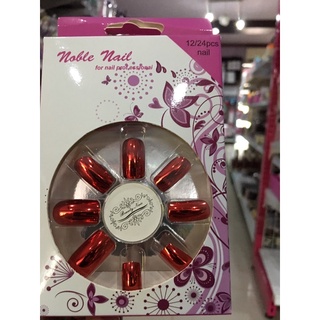 Noble Nail
for nail professional
12/24pcs
nail